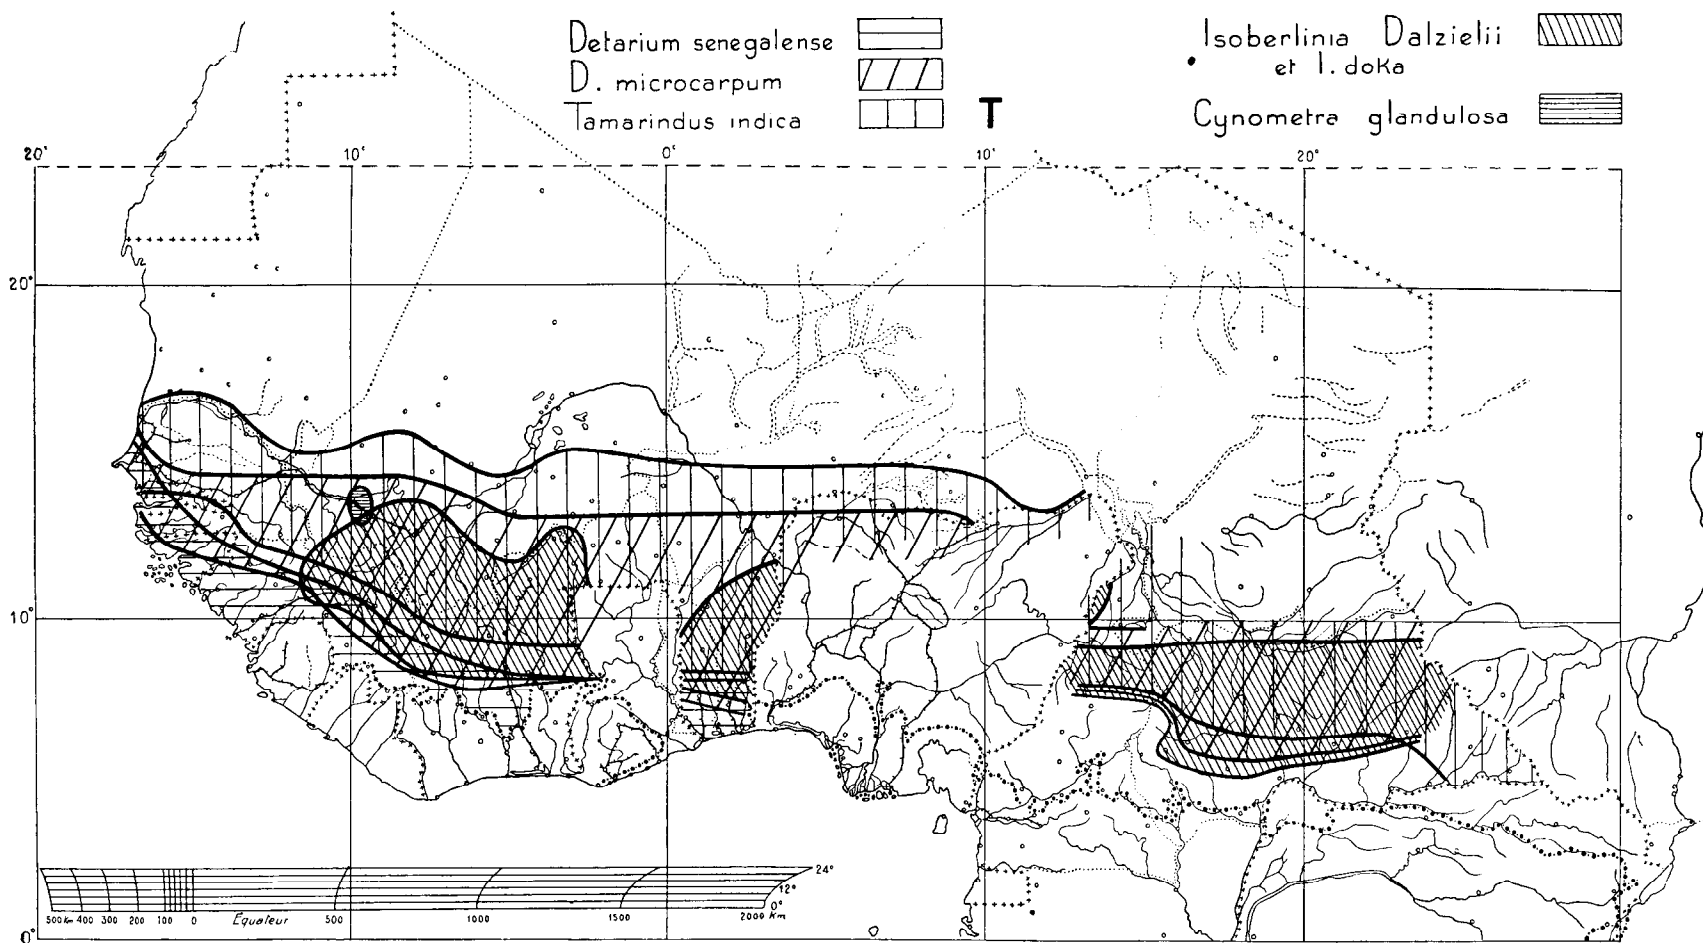 Detarium senegalense
D. microcarpum
Tamarindus indica T
Isoberlinia Dalzielii
et I. doka
Cynometra glandulosa
20° 10° 0° 10° 20°
20°
10°
0°
24°
12°
0°
500 Km 400 300 200 100 0 Équateur 500 1000 1500 2000 Km